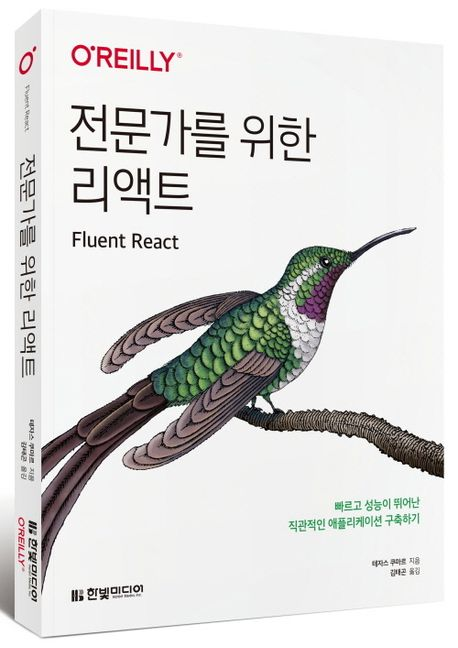 O'REILLY®
전문가를 위한
리액트
Fluent React
빠르고 성능이 뛰어난
직관적인 애플리케이션 구축하기
테자스 쿠마르 지음
김태곤 옮김
한빛미디어
Fluent React
전문가를 위한 리액트
테자스 쿠마르 지음
김태곤 옮김
한빛미디어
O'REILLY®